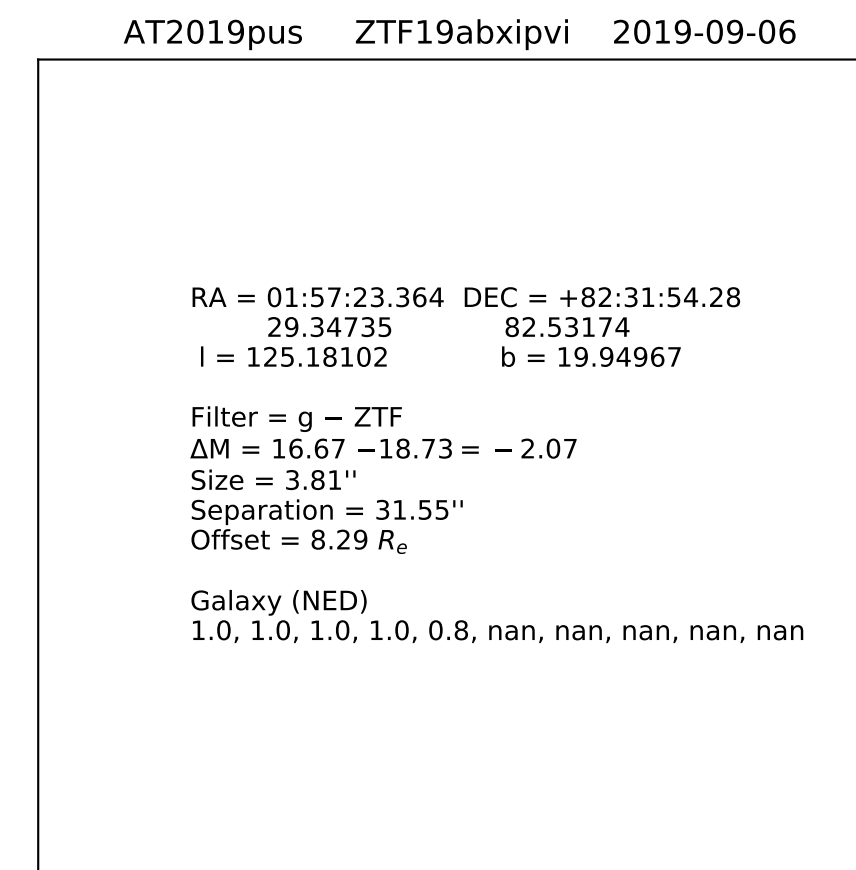 AT2019pus ZTF19abxipvi 2019-09-06
RA = 01:57:23.364 DEC = +82:31:54.28
29.34735 82.53174
l = 125.18102 b = 19.94967
Filter = g − ZTF
ΔM = 16.67 −18.73 = − 2.07
Size = 3.81''
Separation = 31.55''
Offset = 8.29 Rₑ
Galaxy (NED)
1.0, 1.0, 1.0, 1.0, 0.8, nan, nan, nan, nan, nan